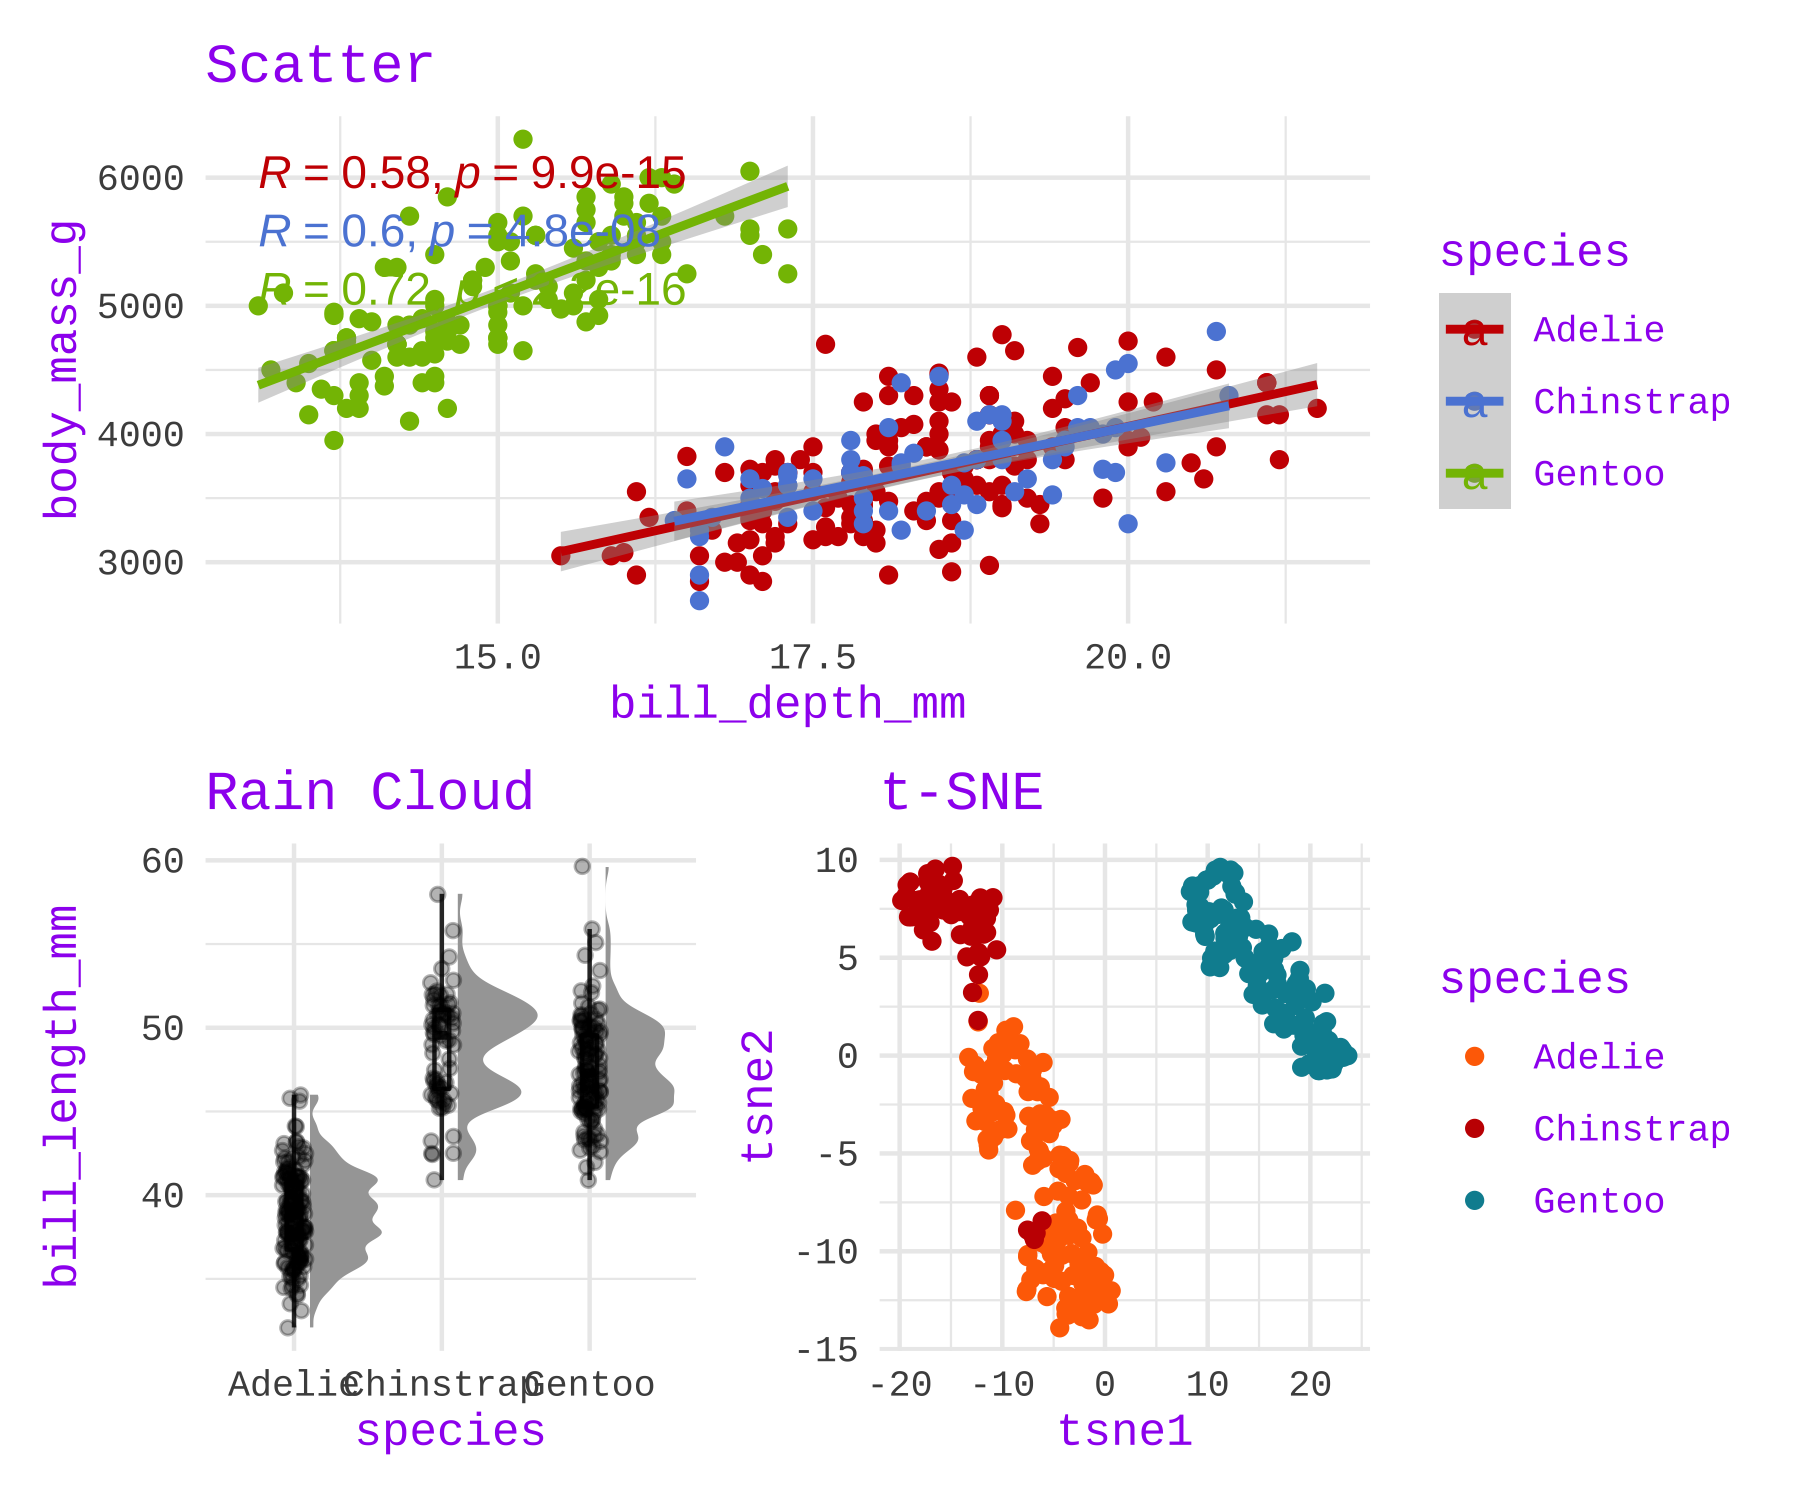 Scatter
R = 0.58, p = 9.9e-15
R = 0.6, p = 4.8e-08
R = 0.72, e-16
6000
5000
4000
3000
body_mass_g
15.0 17.5 20.0
bill_depth_mm
species
Adelie
Chinstrap
Gentoo
Rain Cloud
60
50
40
bill_length_mm
Adelie Chinstrap Gentoo
species
t-SNE
10
5
0
-5
-10
-15
tsne2
-20 -10 0 10 20
tsne1
species
Adelie
Chinstrap
Gentoo